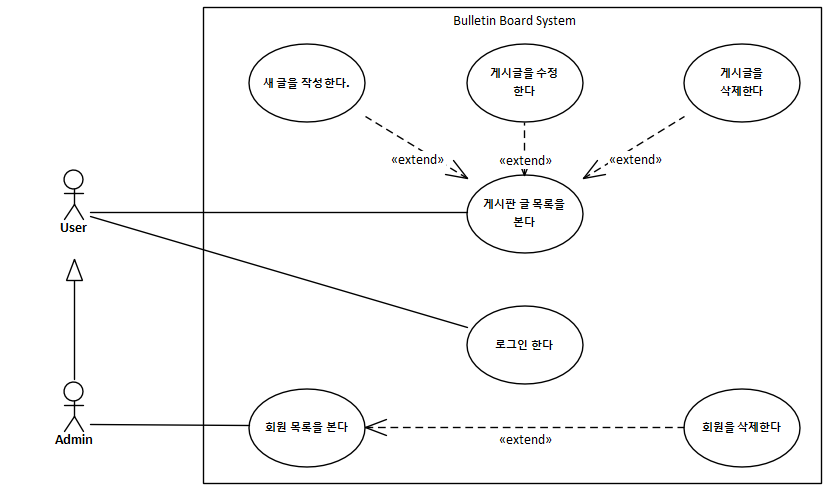 Bulletin Board System
새 글을 작성한다.
게시글을 수정
한다
게시글을
삭제한다
«extend»
«extend»
«extend»
게시판 글 목록을
본다
User
로그인 한다
Admin
회원 목록을 본다
«extend»
회원을 삭제한다